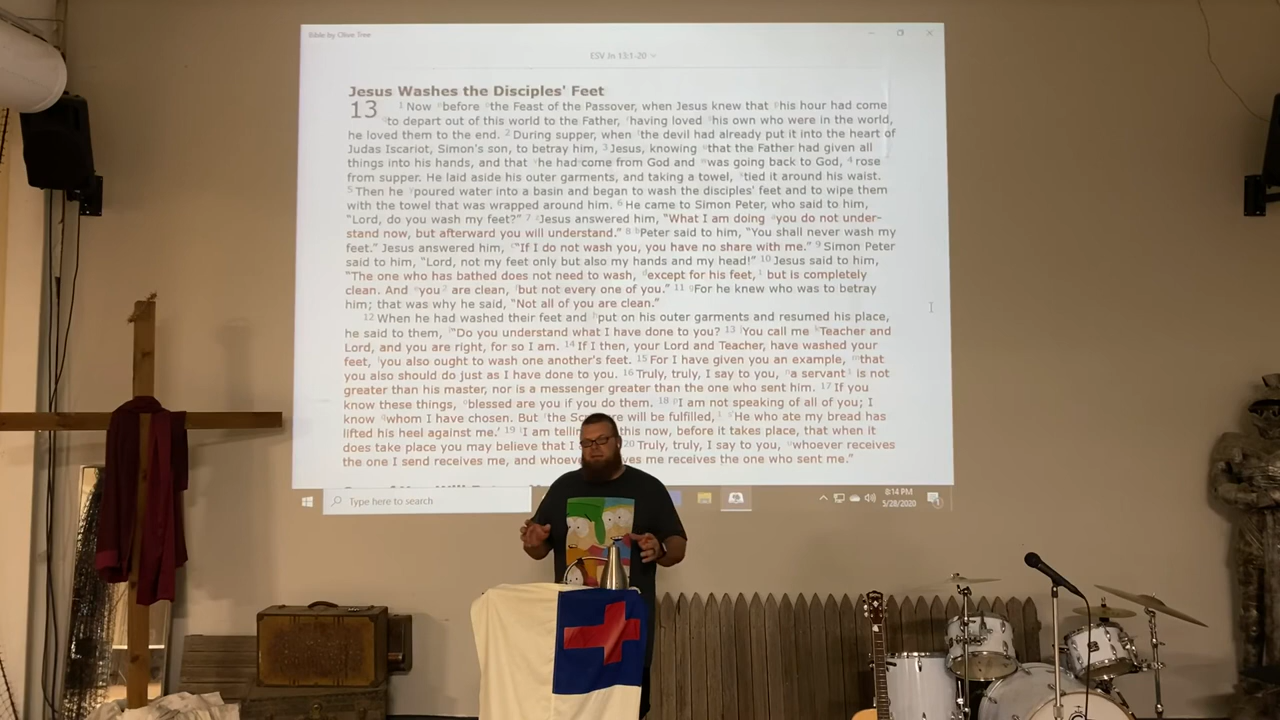 Bible by Olive Tree
ESV Jn 13:1-20
Jesus Washes the Disciples' Feet
13 1 Now before the Feast of the Passover, when Jesus knew that his hour had come
to depart out of this world to the Father, having loved his own who were in the world,
he loved them to the end. 2 During supper, when the devil had already put it into the heart of
Judas Iscariot, Simon's son, to betray him, 3 Jesus, knowing that the Father had given all
things into his hands, and that he had come from God and was going back to God, 4 rose
from supper. He laid aside his outer garments, and taking a towel, tied it around his waist.
5 Then he poured water into a basin and began to wash the disciples' feet and to wipe them
with the towel that was wrapped around him. 6 He came to Simon Peter, who said to him,
“Lord, do you wash my feet?” 7 Jesus answered him, “What I am doing you do not under-
stand now, but afterward you will understand.” 8 Peter said to him, “You shall never wash my
feet.” Jesus answered him, “If I do not wash you, you have no share with me.” 9 Simon Peter
said to him, “Lord, not my feet only but also my hands and my head!” 10 Jesus said to him,
“The one who has bathed does not need to wash, except for his feet, but is completely
clean. And you are clean, but not every one of you.” 11 For he knew who was to betray
him; that was why he said, “Not all of you are clean.”
12 When he had washed their feet and put on his outer garments and resumed his place,
he said to them, “Do you understand what I have done to you? 13 You call me Teacher and
Lord, and you are right, for so I am. 14 If I then, your Lord and Teacher, have washed your
feet, you also ought to wash one another's feet. 15 For I have given you an example, that
you also should do just as I have done to you. 16 Truly, truly, I say to you, a servant is not
greater than his master, nor is a messenger greater than the one who sent him. 17 If you
know these things, blessed are you if you do them. 18 I am not speaking of all of you; I
know whom I have chosen. But the Scripture will be fulfilled, ‘He who ate my bread has
lifted his heel against me.’ 19 I am this now, before it takes place, that when it
does take place you may believe that I 20 Truly, truly, I say to you, whoever receives
the one I send receives me, and me receives the one who sent me.”
Type here to search
8:14 PM
5/28/2020